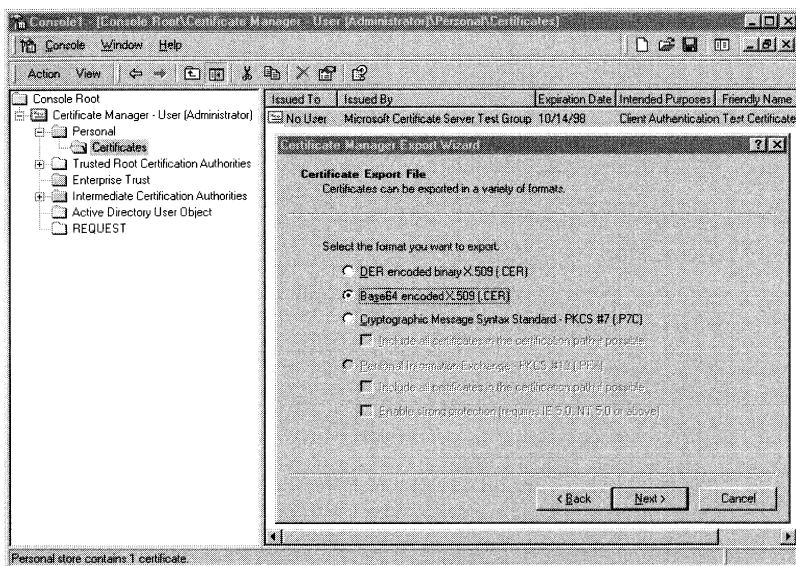 Console1 - [Console Root\Certificate Manager - User (Administrator)\Personal\Certificates]
Console Window Help
Action View
Console Root
Certificate Manager - User (Administrator)
Personal
Certificates
Trusted Root Certification Authorities
Enterprise Trust
Intermediate Certification Authorities
Active Directory User Object
REQUEST
Issued To Issued By Expiration Date Intended Purposes Friendly Name
No User Microsoft Certificate Server Test Group 10/14/98 Client Authentication Test Certificate
Certificate Manager Export Wizard
Certificate Export File
Certificates can be exported in a variety of formats.
Select the format you want to export.
DER encoded binary X.509 (.CER)
Base64 encoded X.509 (.CER)
Cryptographic Message Syntax Standard - PKCS #7 (.P7C)
Include all certificates in the certification path if possible
Personal Information Exchange - PKCS #12 (.PFX)
Include all certificates in the certification path if possible
Enable strong protection (requires IE 5.0, NT 5.0 or above)
< Back Next > Cancel
Personal store contains 1 certificate.